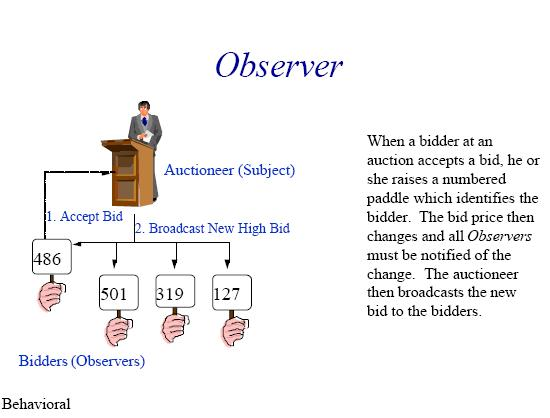 Observer
Auctioneer (Subject)
1. Accept Bid
2. Broadcast New High Bid
486
501
319
127
Bidders (Observers)
When a bidder at an
auction accepts a bid, he or
she raises a numbered
paddle which identifies the
bidder.  The bid price then
changes and all Observers
must be notified of the
change.  The auctioneer
then broadcasts the new
bid to the bidders.
Behavioral